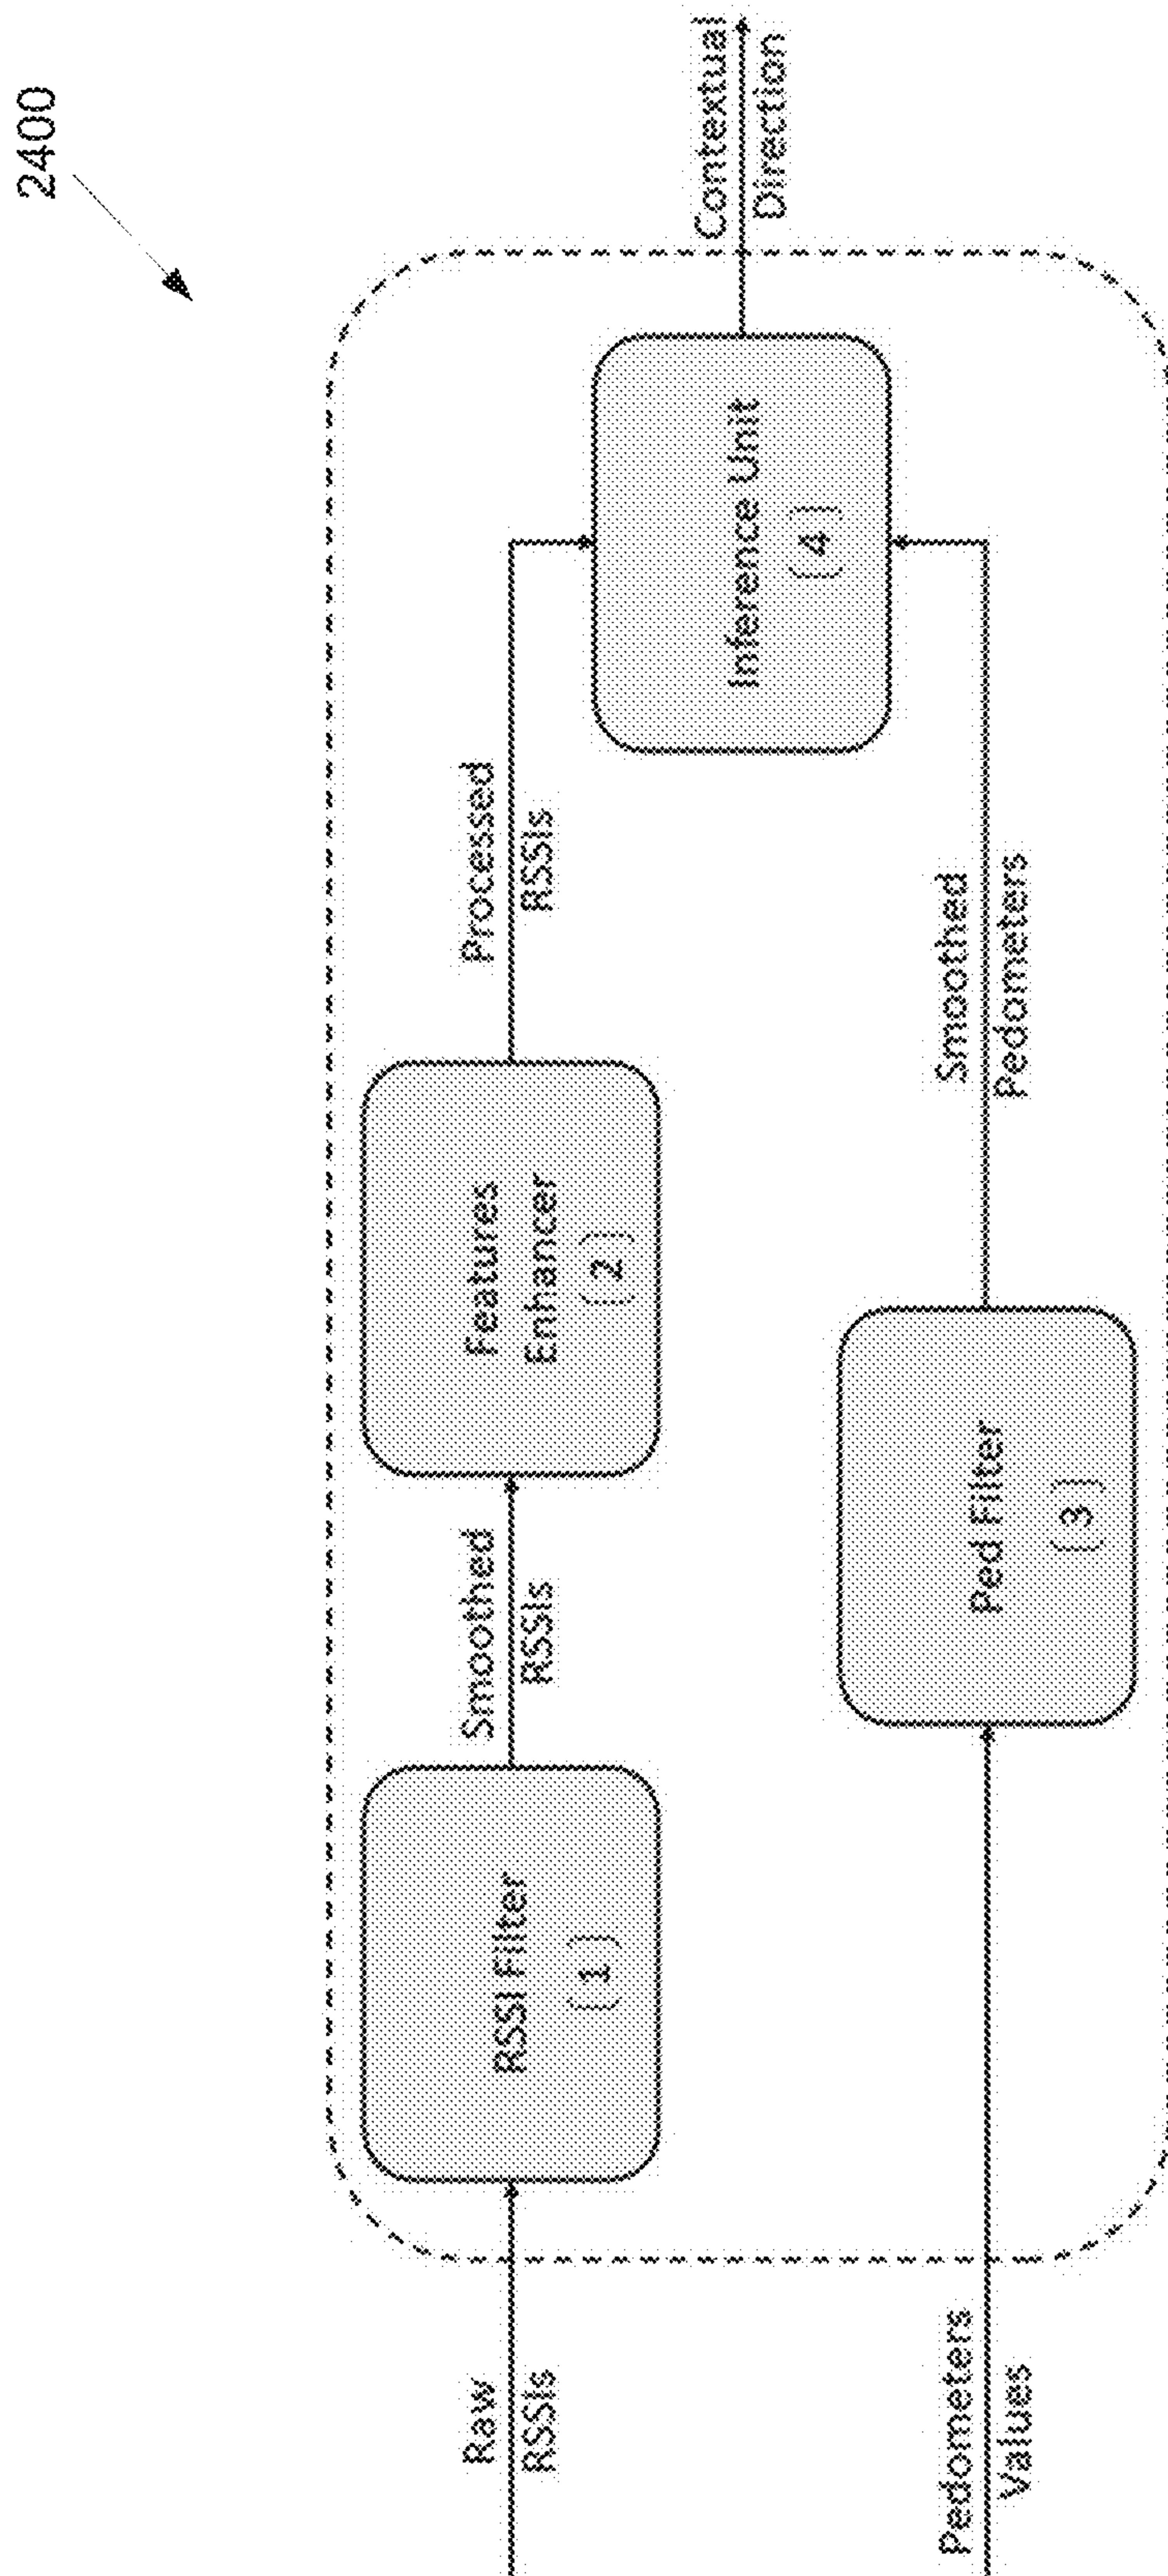 2400
Raw
RSSIs
RSSI Filter
(1)
Smoothed
RSSIs
Features
Enhancer
(2)
Processed
RSSIs
Pedometers
Values
Ped Filter
(3)
Smoothed
Pedometers
Inference Unit
(4)
Contextual
Direction